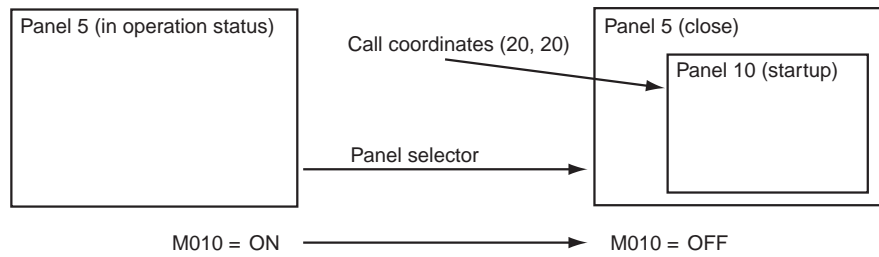 Panel 5 (in operation status)
Call coordinates (20, 20)
Panel 5 (close)
Panel 10 (startup)
Panel selector
M010 = ON
M010 = OFF